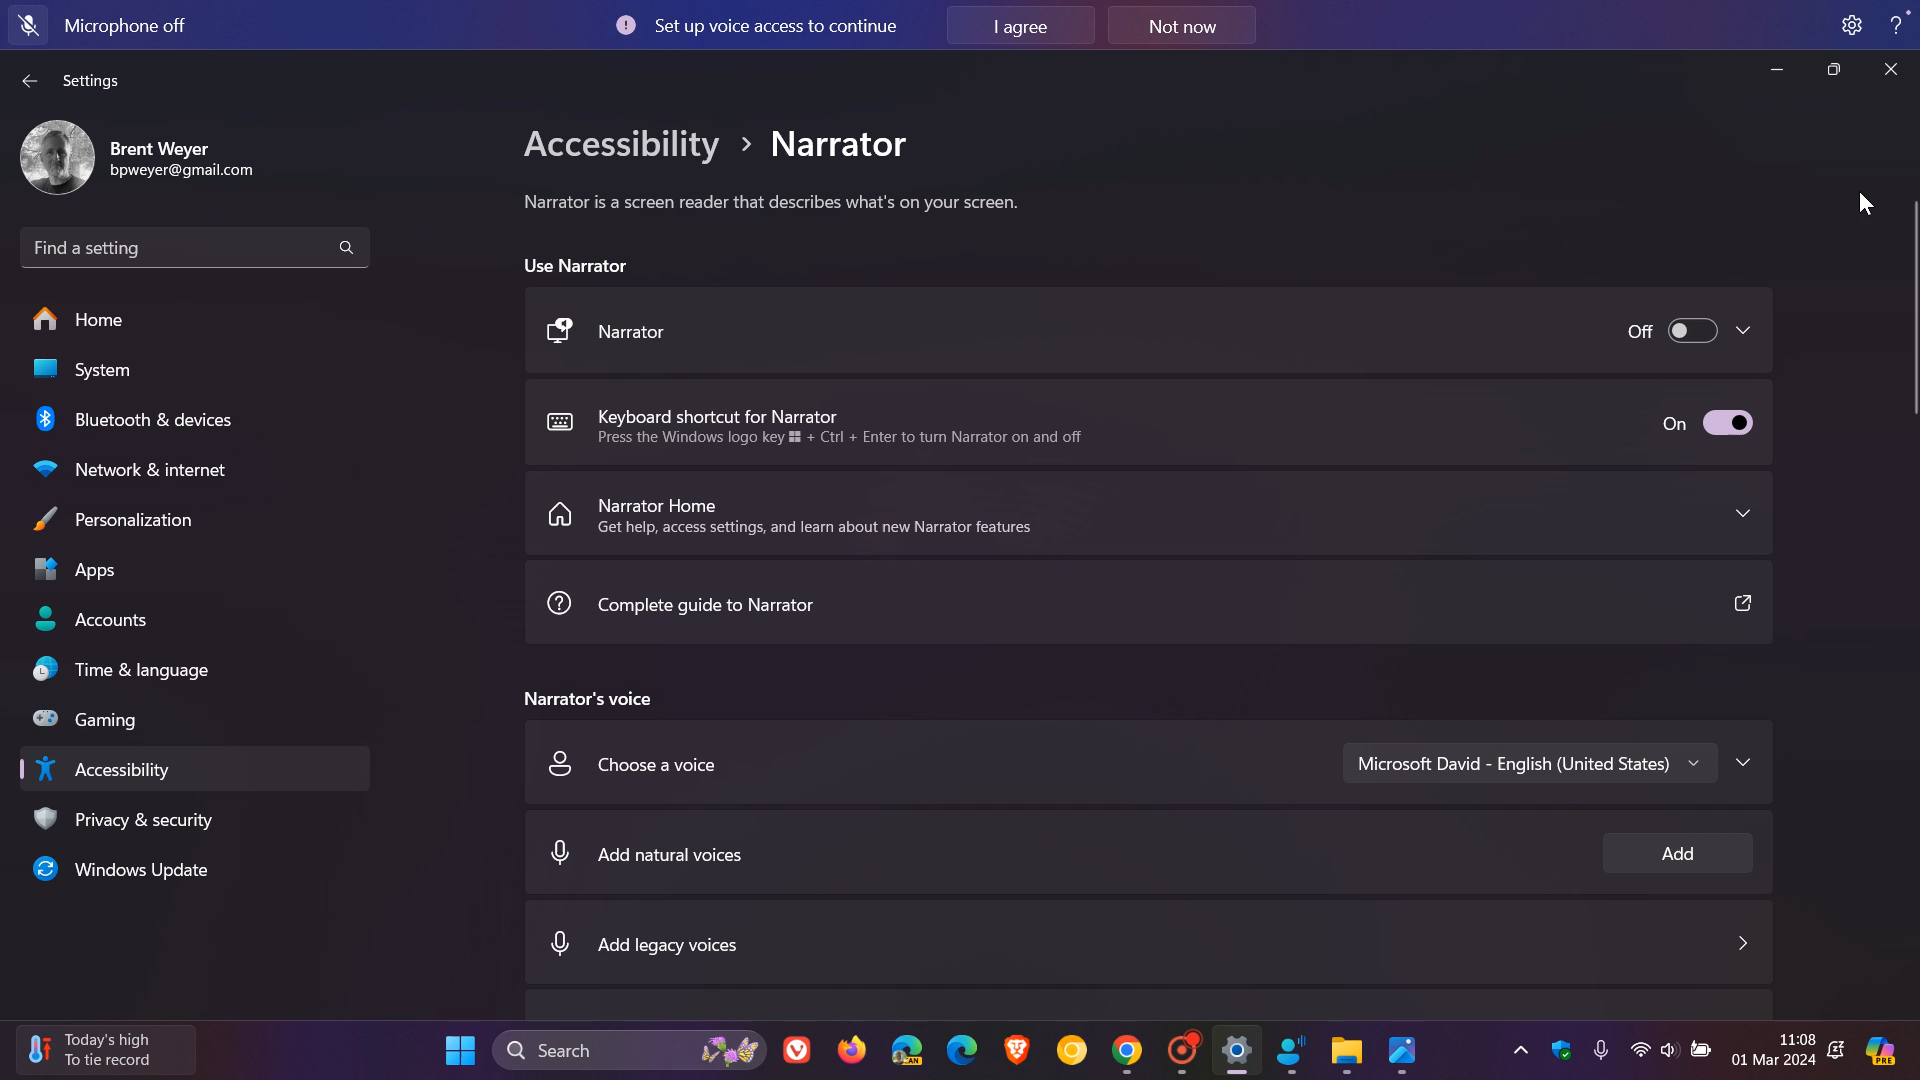 Microphone off
Set up voice access to continue
I agree
Not now
Settings
Brent Weyer
bpweyer@gmail.com
Find a setting
Home
System
Bluetooth & devices
Network & internet
Personalization
Apps
Accounts
Time & language
Gaming
Accessibility
Privacy & security
Windows Update
Accessibility > Narrator
Narrator is a screen reader that describes what's on your screen.
Use Narrator
Narrator
Off
Keyboard shortcut for Narrator
Press the Windows logo key + Ctrl + Enter to turn Narrator on and off
On
Narrator Home
Get help, access settings, and learn about new Narrator features
Complete guide to Narrator
Narrator's voice
Choose a voice
Microsoft David - English (United States)
Add natural voices
Add
Add legacy voices
Today's high
To tie record
Search
CAN
11:08
01 Mar 2024
PRE